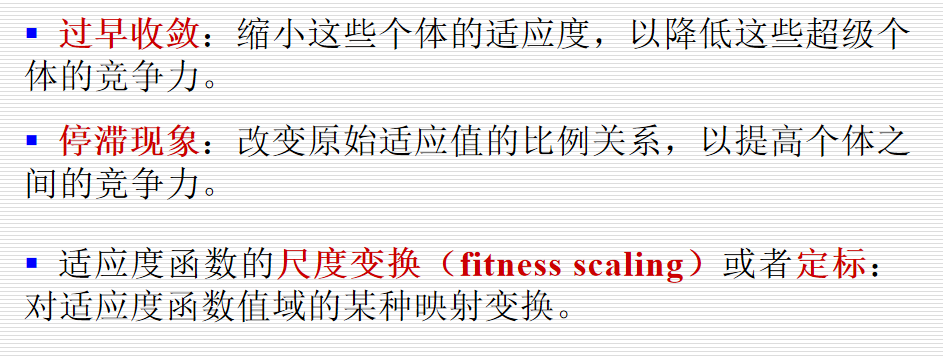 ▪ 过早收敛：缩小这些个体的适应度，以降低这些超级个
体的竞争力。
▪ 停滞现象：改变原始适应值的比例关系，以提高个体之
间的竞争力。
▪ 适应度函数的尺度变换（fitness scaling）或者定标：
对适应度函数值域的某种映射变换。